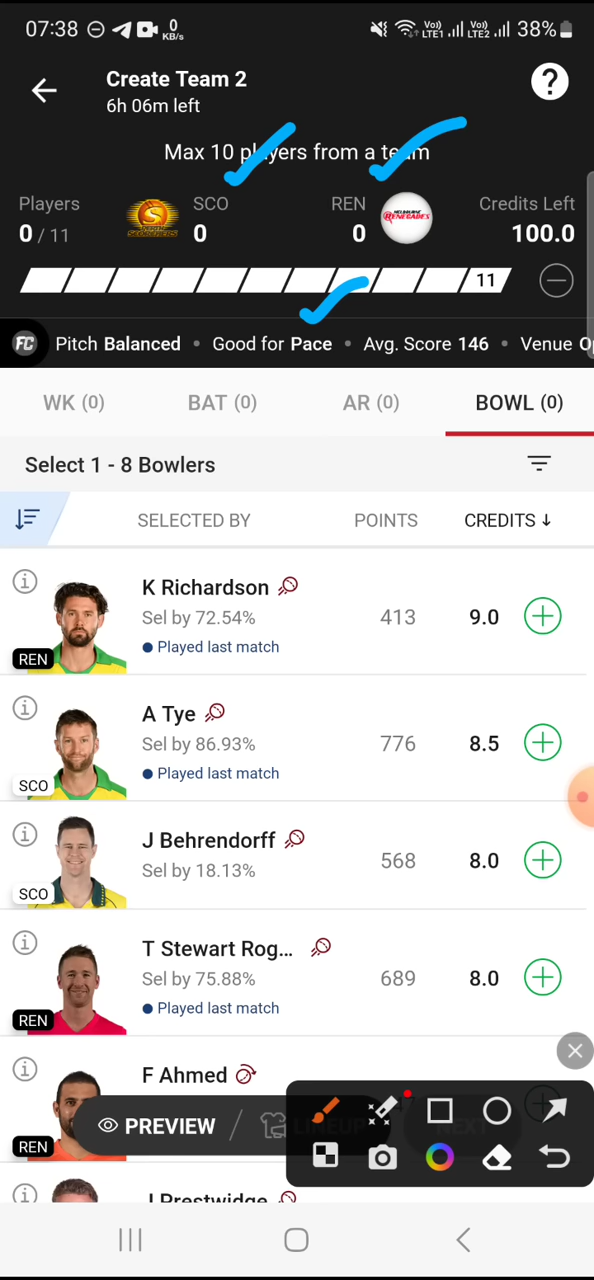 07:38 0 KB/s Vo)) LTE1 Vo)) LTE2 38%
Create Team 2
6h 06m left
?
Max 10 players from a team
Players SCO REN Credits Left
0 / 11 0 0 100.0
11
FC Pitch Balanced • Good for Pace • Avg. Score 146 • Venue
WK (0) BAT (0) AR (0) BOWL (0)
Select 1 - 8 Bowlers
SELECTED BY POINTS CREDITS ↓
K Richardson
Sel by 72.54% 413 9.0
Played last match
REN
A Tye
Sel by 86.93% 776 8.5
Played last match
SCO
J Behrendorff
Sel by 18.13% 568 8.0
SCO
T Stewart Rog...
Sel by 75.88% 689 8.0
Played last match
REN
F Ahmed
PREVIEW /
REN
J Prestwidge